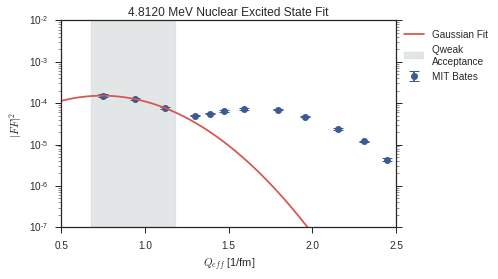 4.8120 MeV Nuclear Excited State Fit
10^-2
10^-3
10^-4
10^-5
10^-6
10^-7
|FF|^2
0.5 1.0 1.5 2.0 2.5
Q_eff [1/fm]
Gaussian Fit
Qweak
Acceptance
MIT Bates